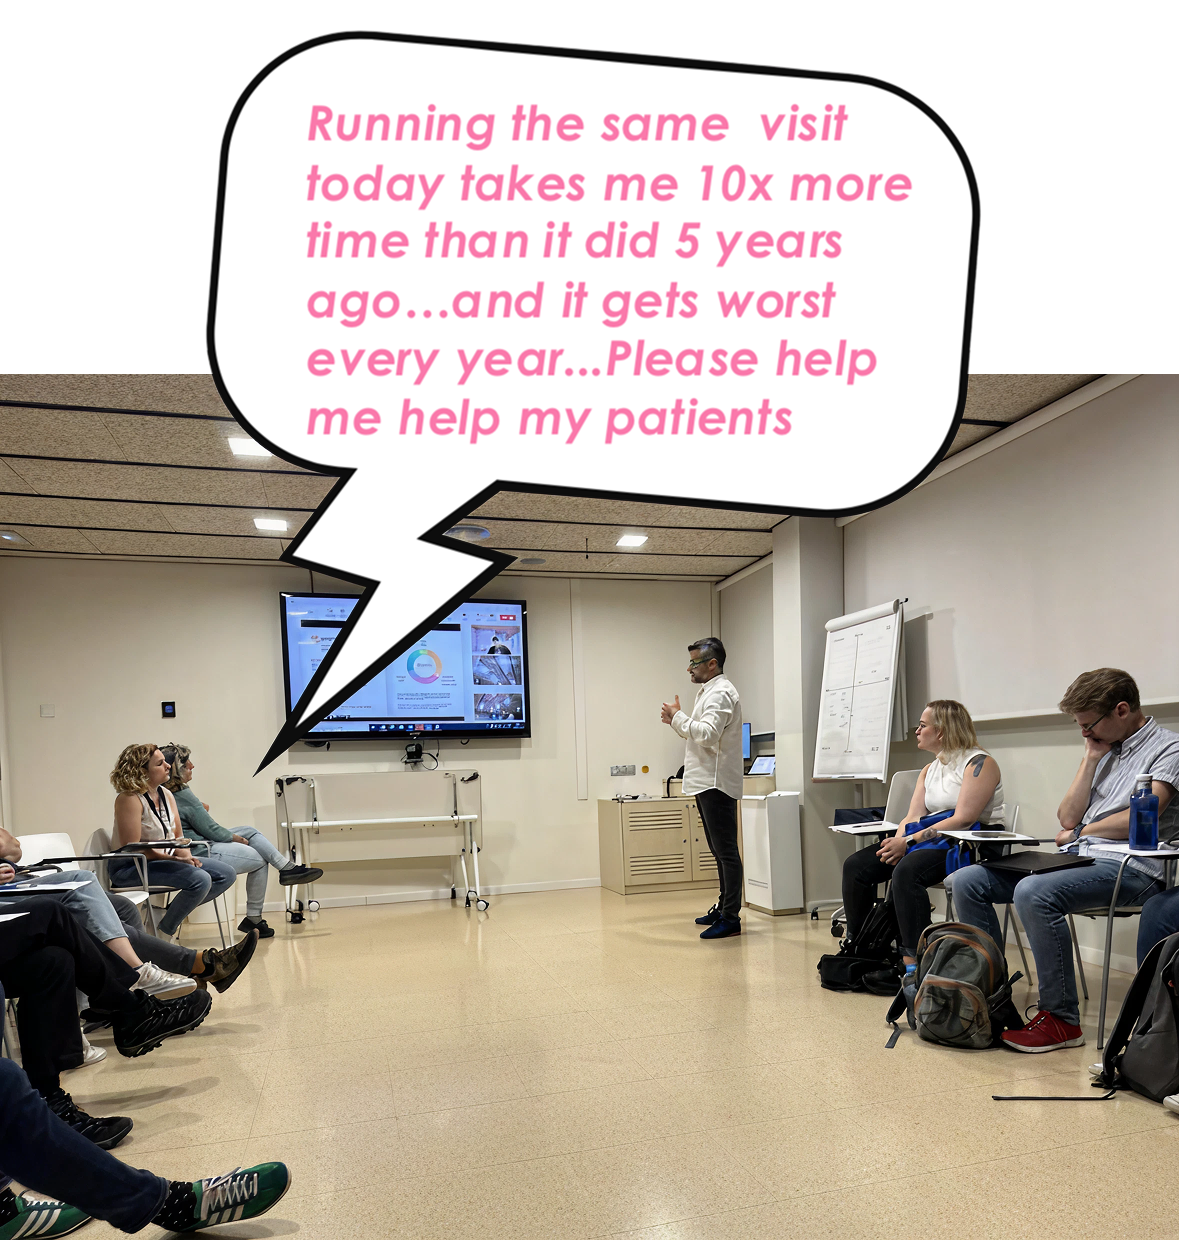 Running the same visit
today takes me 10x more
time than it did 5 years
ago...and it gets worst
every year...Please help
me help my patients